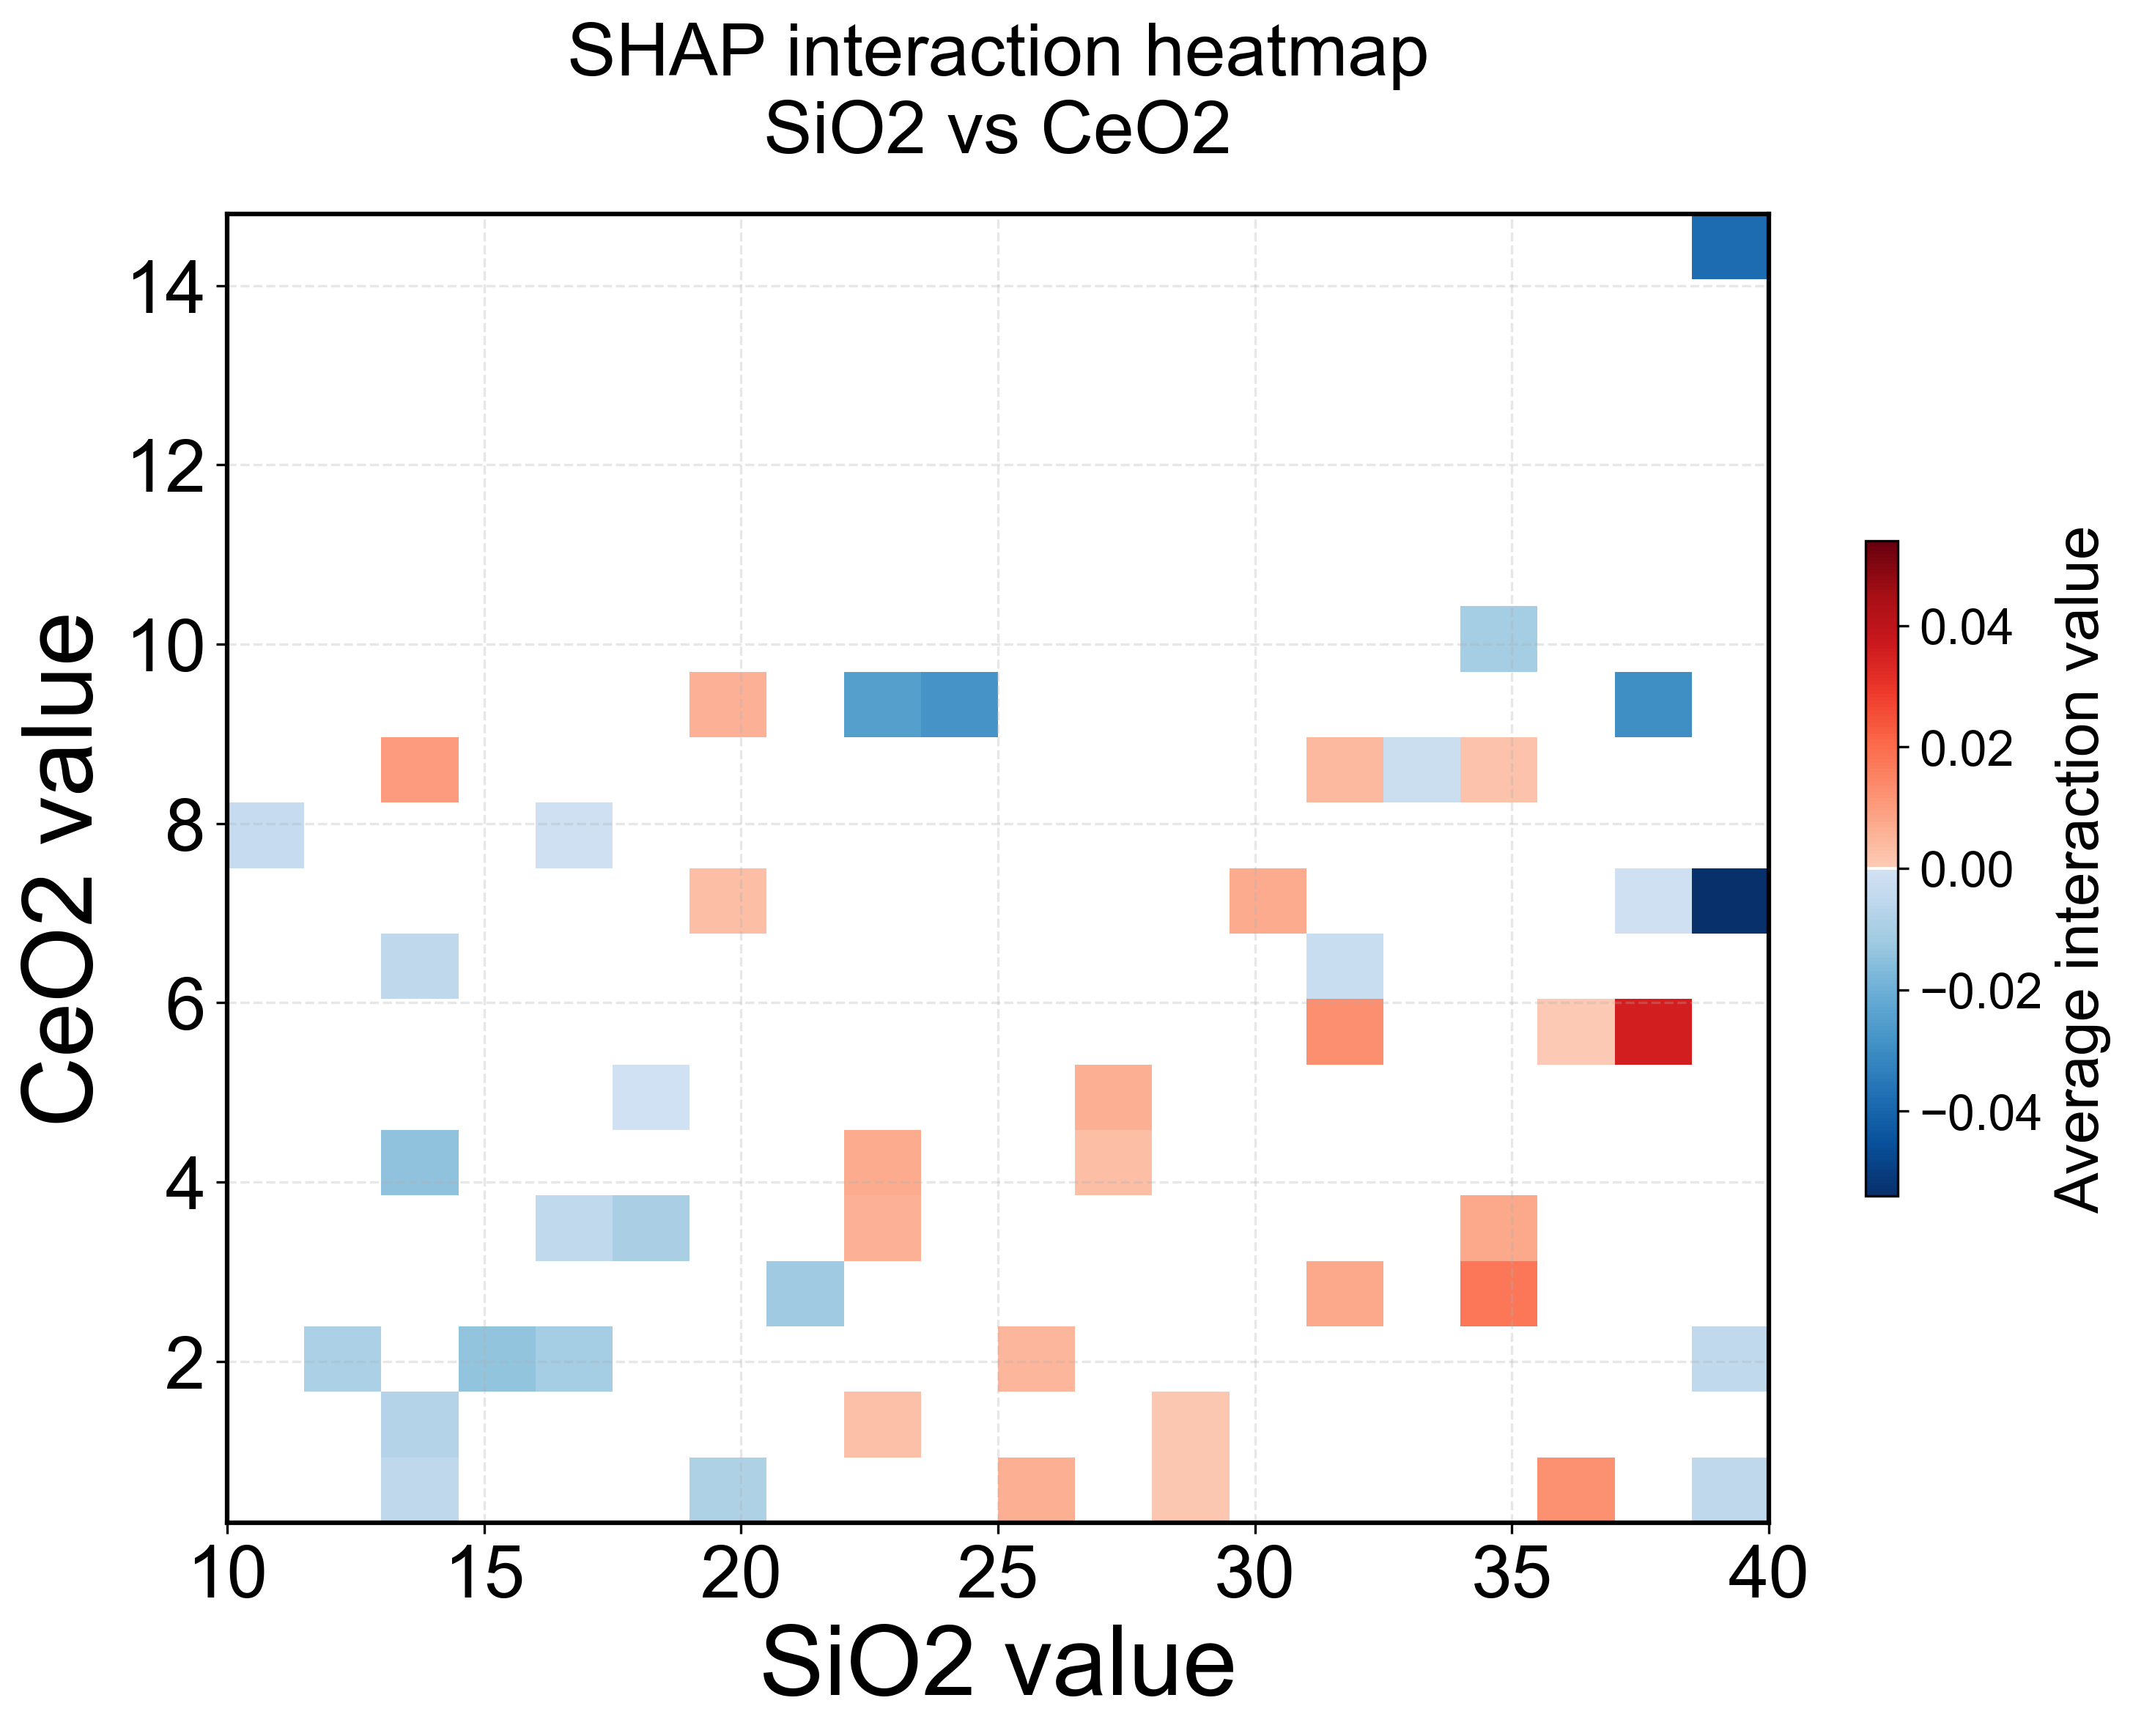 SHAP interaction heatmap
SiO2 vs CeO2
CeO2 value
14
12
10
8
6
4
2
10 15 20 25 30 35 40
SiO2 value
0.04
0.02
0.00
−0.02
−0.04
Average interaction value